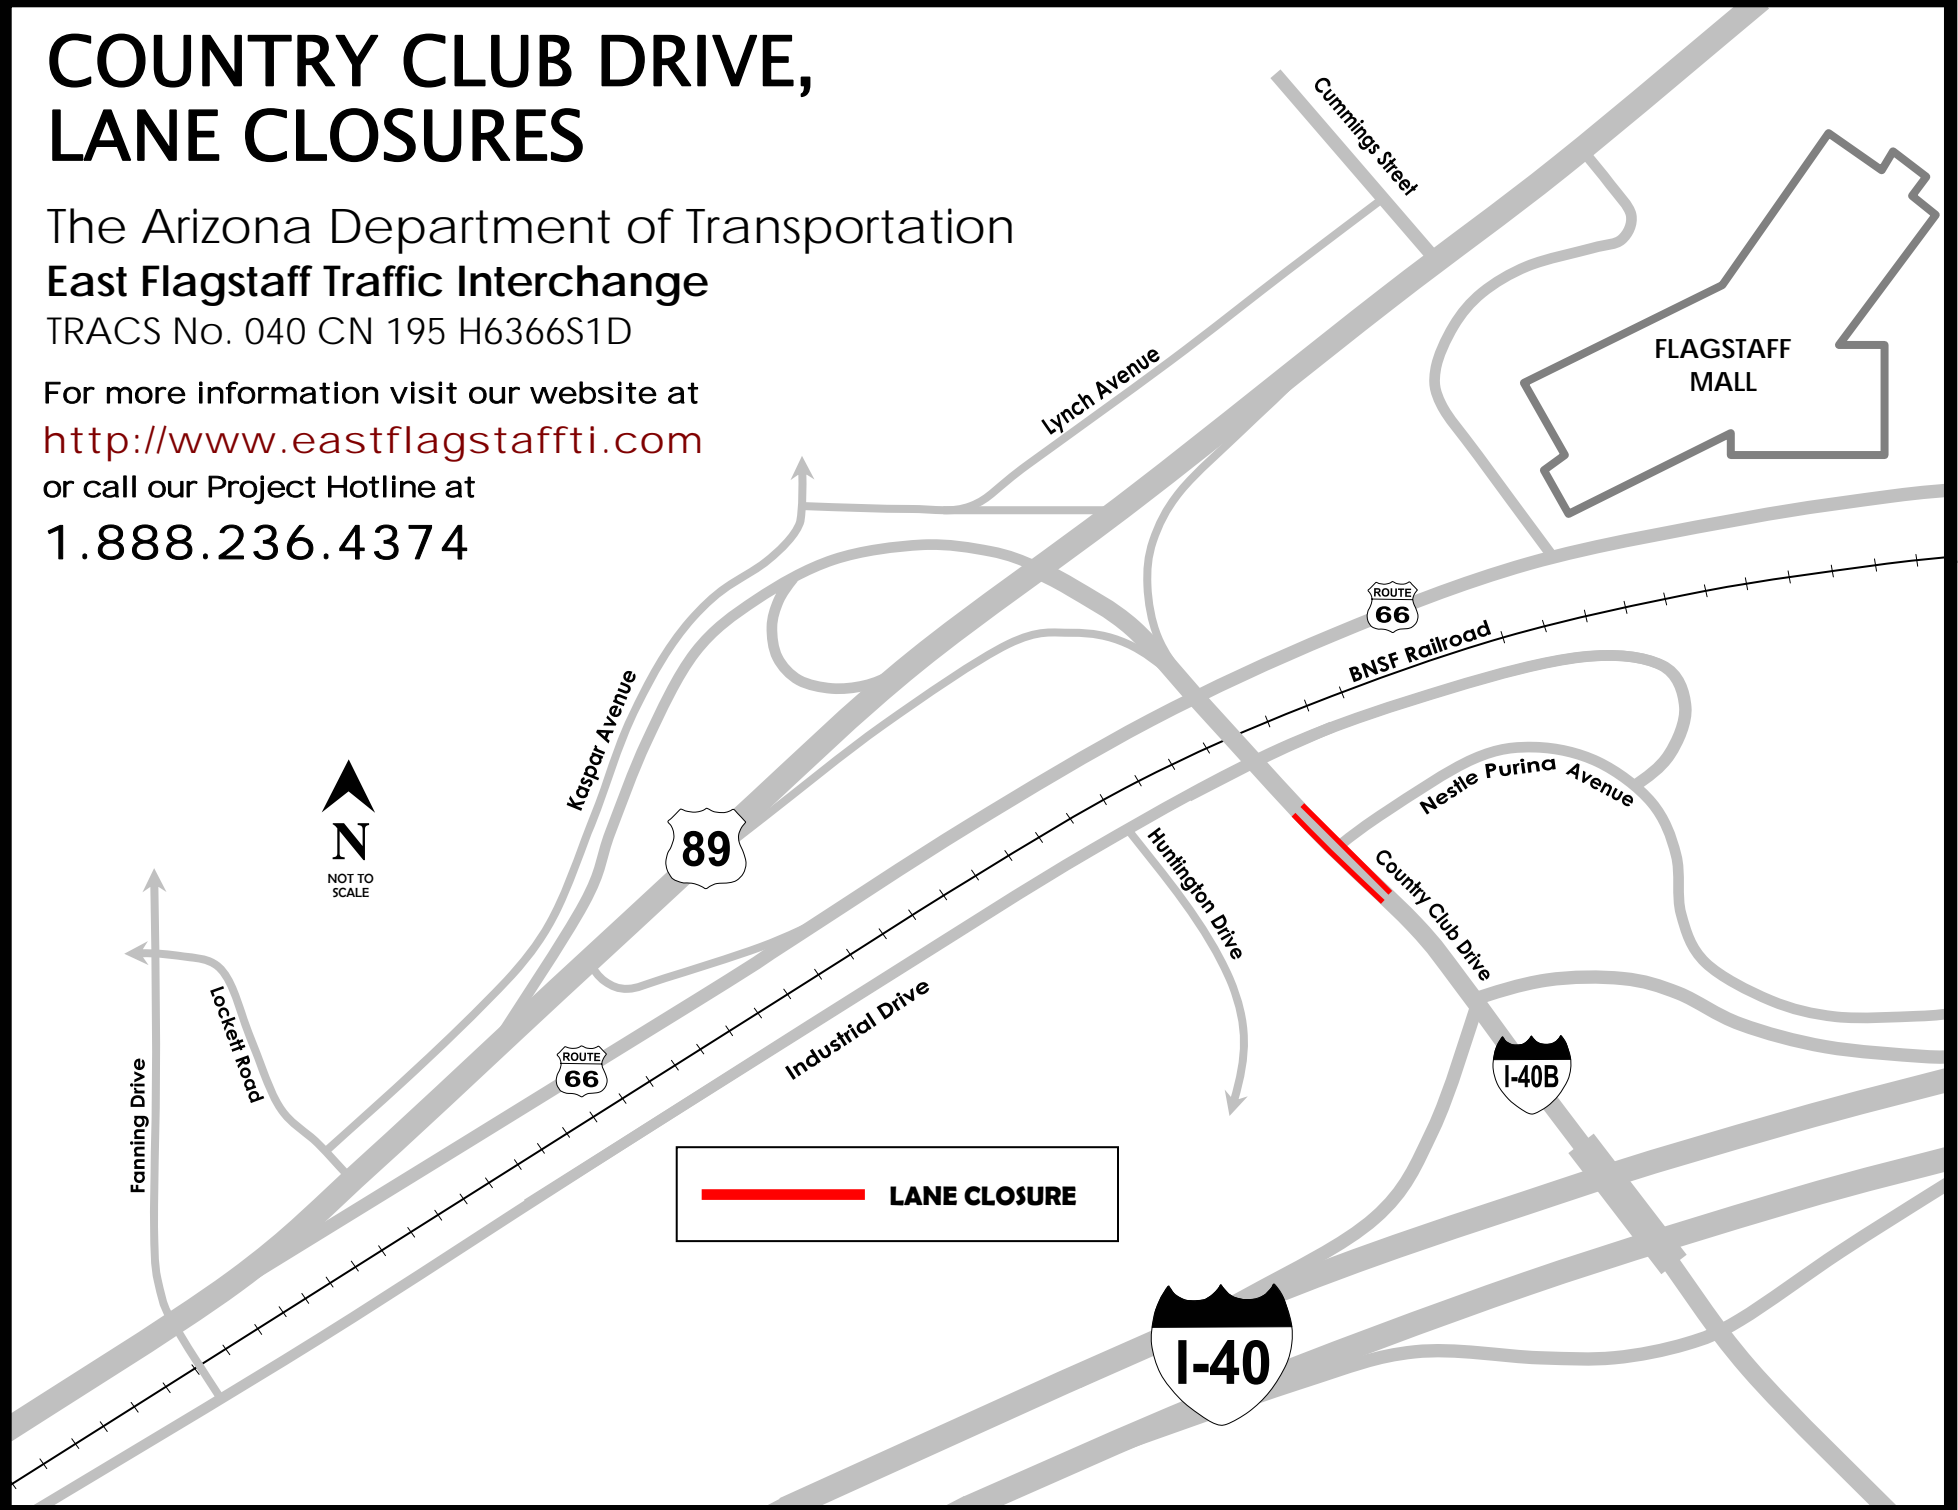 COUNTRY CLUB DRIVE,
LANE CLOSURES
The Arizona Department of Transportation
East Flagstaff Traffic Interchange
TRACS No. 040 CN 195 H6366S1D
For more information visit our website at
http://www.eastflagstaffti.com
or call our Project Hotline at
1.888.236.4374
Cummings Street
FLAGSTAFF
MALL
Lynch Avenue
ROUTE
66
BNSF Railroad
Kaspar Avenue
Nestle Purina Avenue
89
Huntington Drive
Country Club Drive
N
NOT TO
SCALE
Lockett Road
Fanning Drive
Industrial Drive
ROUTE
66
I-40B
LANE CLOSURE
I-40